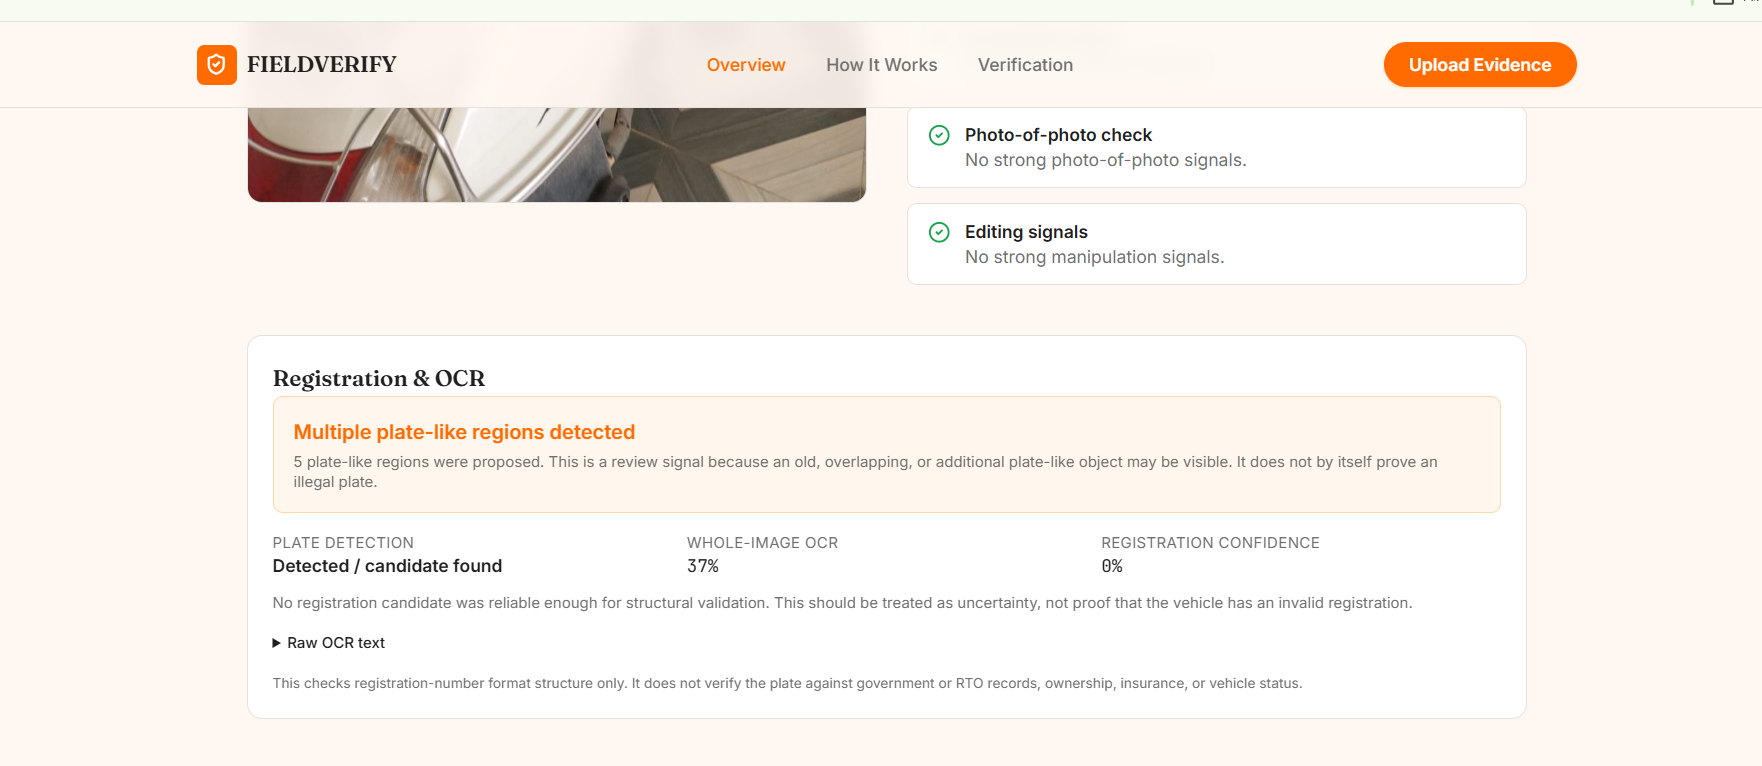 FIELDVERIFY
Overview
How It Works
Verification
Upload Evidence
Photo-of-photo check
No strong photo-of-photo signals.
Editing signals
No strong manipulation signals.
Registration & OCR
Multiple plate-like regions detected
5 plate-like regions were proposed. This is a review signal because an old, overlapping, or additional plate-like object may be visible. It does not by itself prove an
illegal plate.
PLATE DETECTION
Detected / candidate found
WHOLE-IMAGE OCR
37%
REGISTRATION CONFIDENCE
0%
No registration candidate was reliable enough for structural validation. This should be treated as uncertainty, not proof that the vehicle has an invalid registration.
Raw OCR text
This checks registration-number format structure only. It does not verify the plate against government or RTO records, ownership, insurance, or vehicle status.